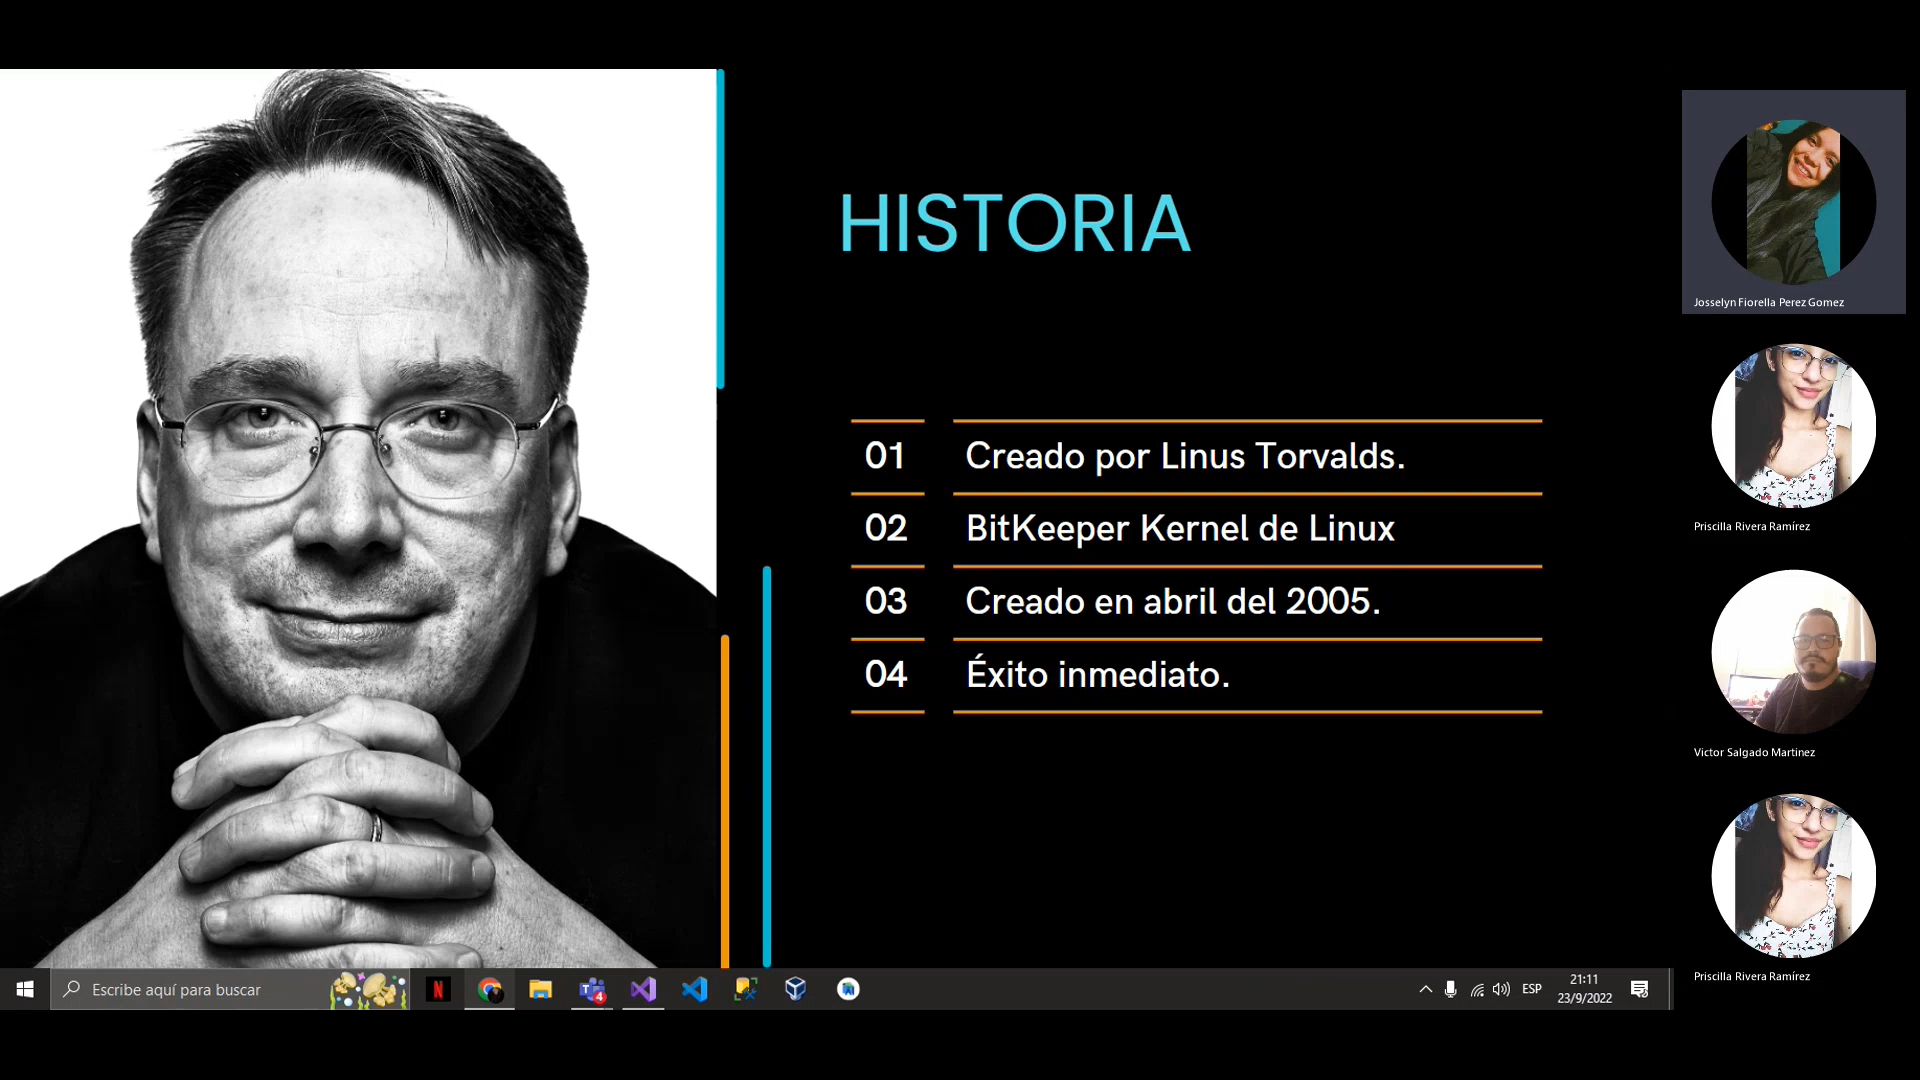 HISTORIA
01 Creado por Linus Torvalds.
02 BitKeeper Kernel de Linux
03 Creado en abril del 2005.
04 Éxito inmediato.
Josselyn Fiorella Perez Gomez
Priscilla Rivera Ramírez
Victor Salgado Martinez
Priscilla Rivera Ramírez
Escribe aquí para buscar
N
4
ESP
21:11
23/9/2022